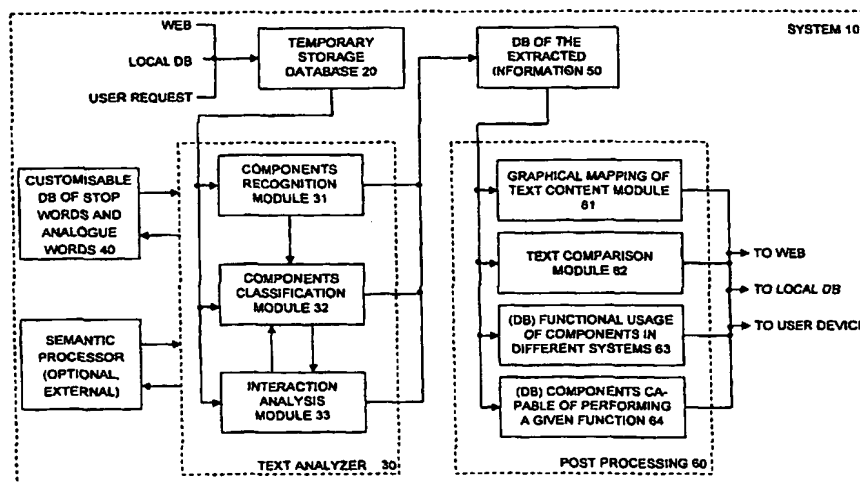 SYSTEM 10
WEB
LOCAL DB
USER REQUEST
TEMPORARY
STORAGE
DATABASE 20
DB OF THE
EXTRACTED
INFORMATION 50
CUSTOMISABLE
DB OF STOP
WORDS AND
ANALOGUE
WORDS 40
SEMANTIC
PROCESSOR
(OPTIONAL,
EXTERNAL)
COMPONENTS
RECOGNITION
MODULE 31
COMPONENTS
CLASSIFICATION
MODULE 32
INTERACTION
ANALYSIS
MODULE 33
TEXT ANALYZER 30
GRAPHICAL MAPPING OF
TEXT CONTENT MODULE
61
TEXT COMPARISON
MODULE 62
(DB) FUNCTIONAL USAGE
OF COMPONENTS IN
DIFFERENT SYSTEMS 63
(DB) COMPONENTS CA-
PABLE OF PERFORMING
A GIVEN FUNCTION 64
POST PROCESSING 60
TO WEB
TO LOCAL DB
TO USER DEVICE